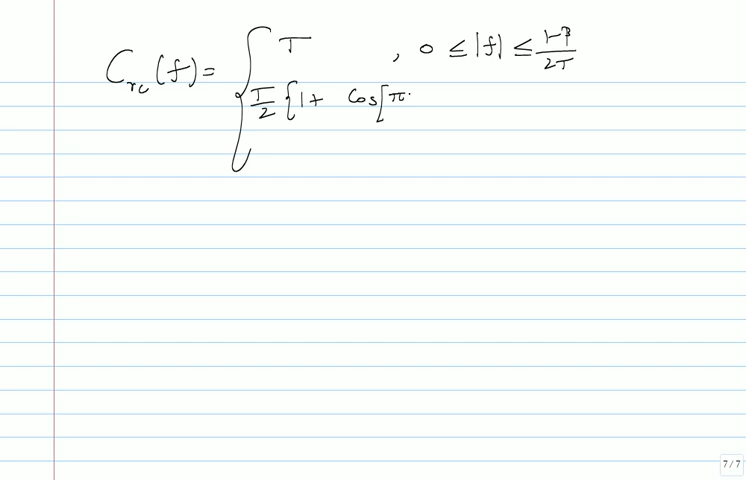 C_rc(f) = { T , 0 ≤ |f| ≤ (1-β)/2T
T/2 { 1 + Cos[π
7/7